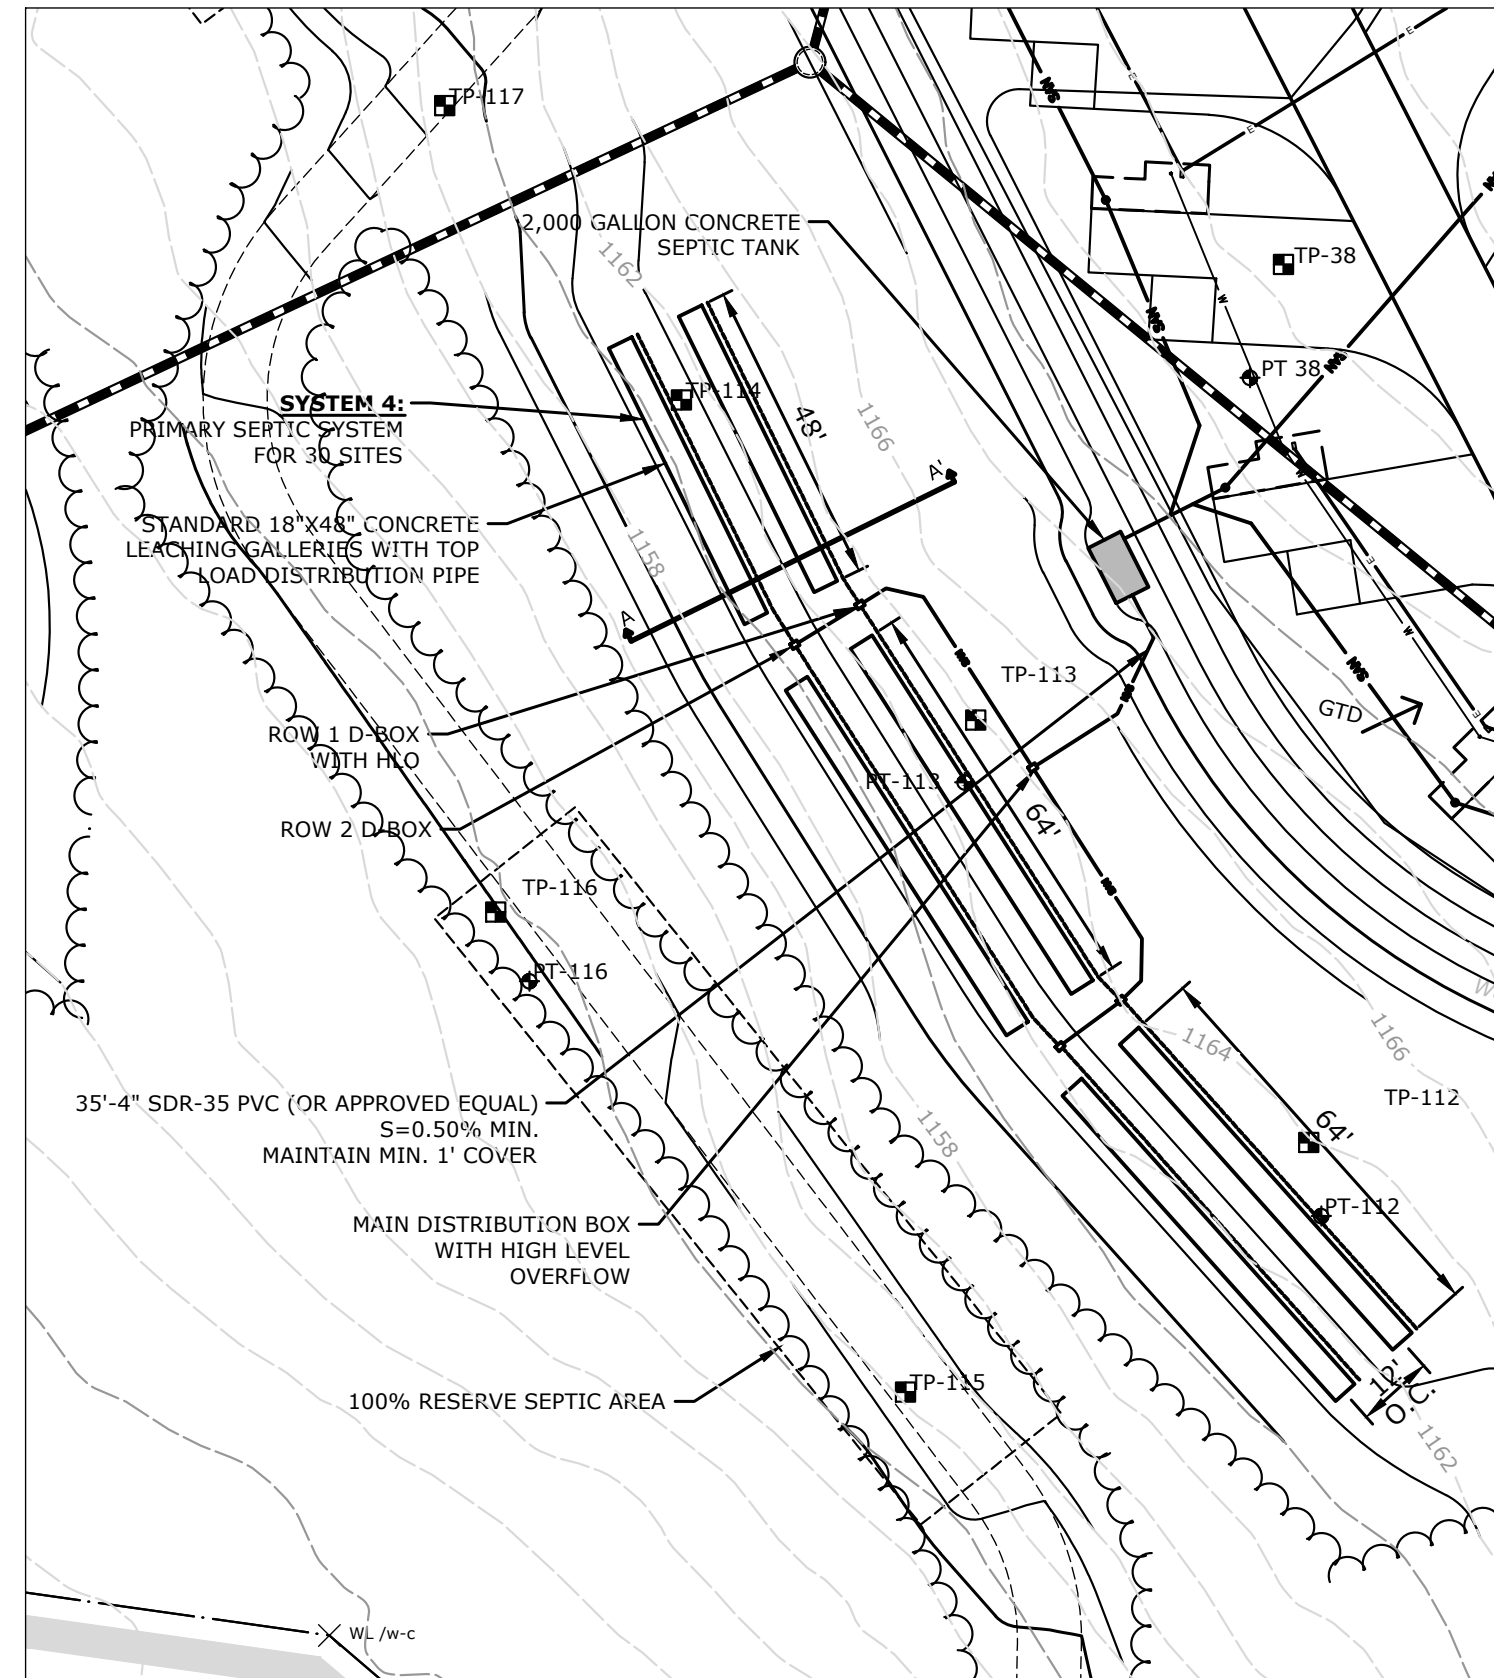 TP-117
2,000 GALLON CONCRETE
SEPTIC TANK
TP-38
PT 38
1162
TP-114
SYSTEM 4:
PRIMARY SEPTIC SYSTEM
FOR 30 SITES
48'
1166
A'
STANDARD 18"X48" CONCRETE
LEACHING GALLERIES WITH TOP
LOAD DISTRIBUTION PIPE
1158
A
TP-113
GTD
ROW 1 D-BOX
WITH HLO
PT-113
64'
ROW 2 D-BOX
TP-116
PT-116
1164
1166
35'-4" SDR-35 PVC (OR APPROVED EQUAL)
S=0.50% MIN.
MAINTAIN MIN. 1' COVER
TP-112
64'
1158
MAIN DISTRIBUTION BOX
WITH HIGH LEVEL
OVERFLOW
PT-112
100% RESERVE SEPTIC AREA
TP-115
12'
O.C.
1162
WL /w-c
E
E
E
E
W
W
W